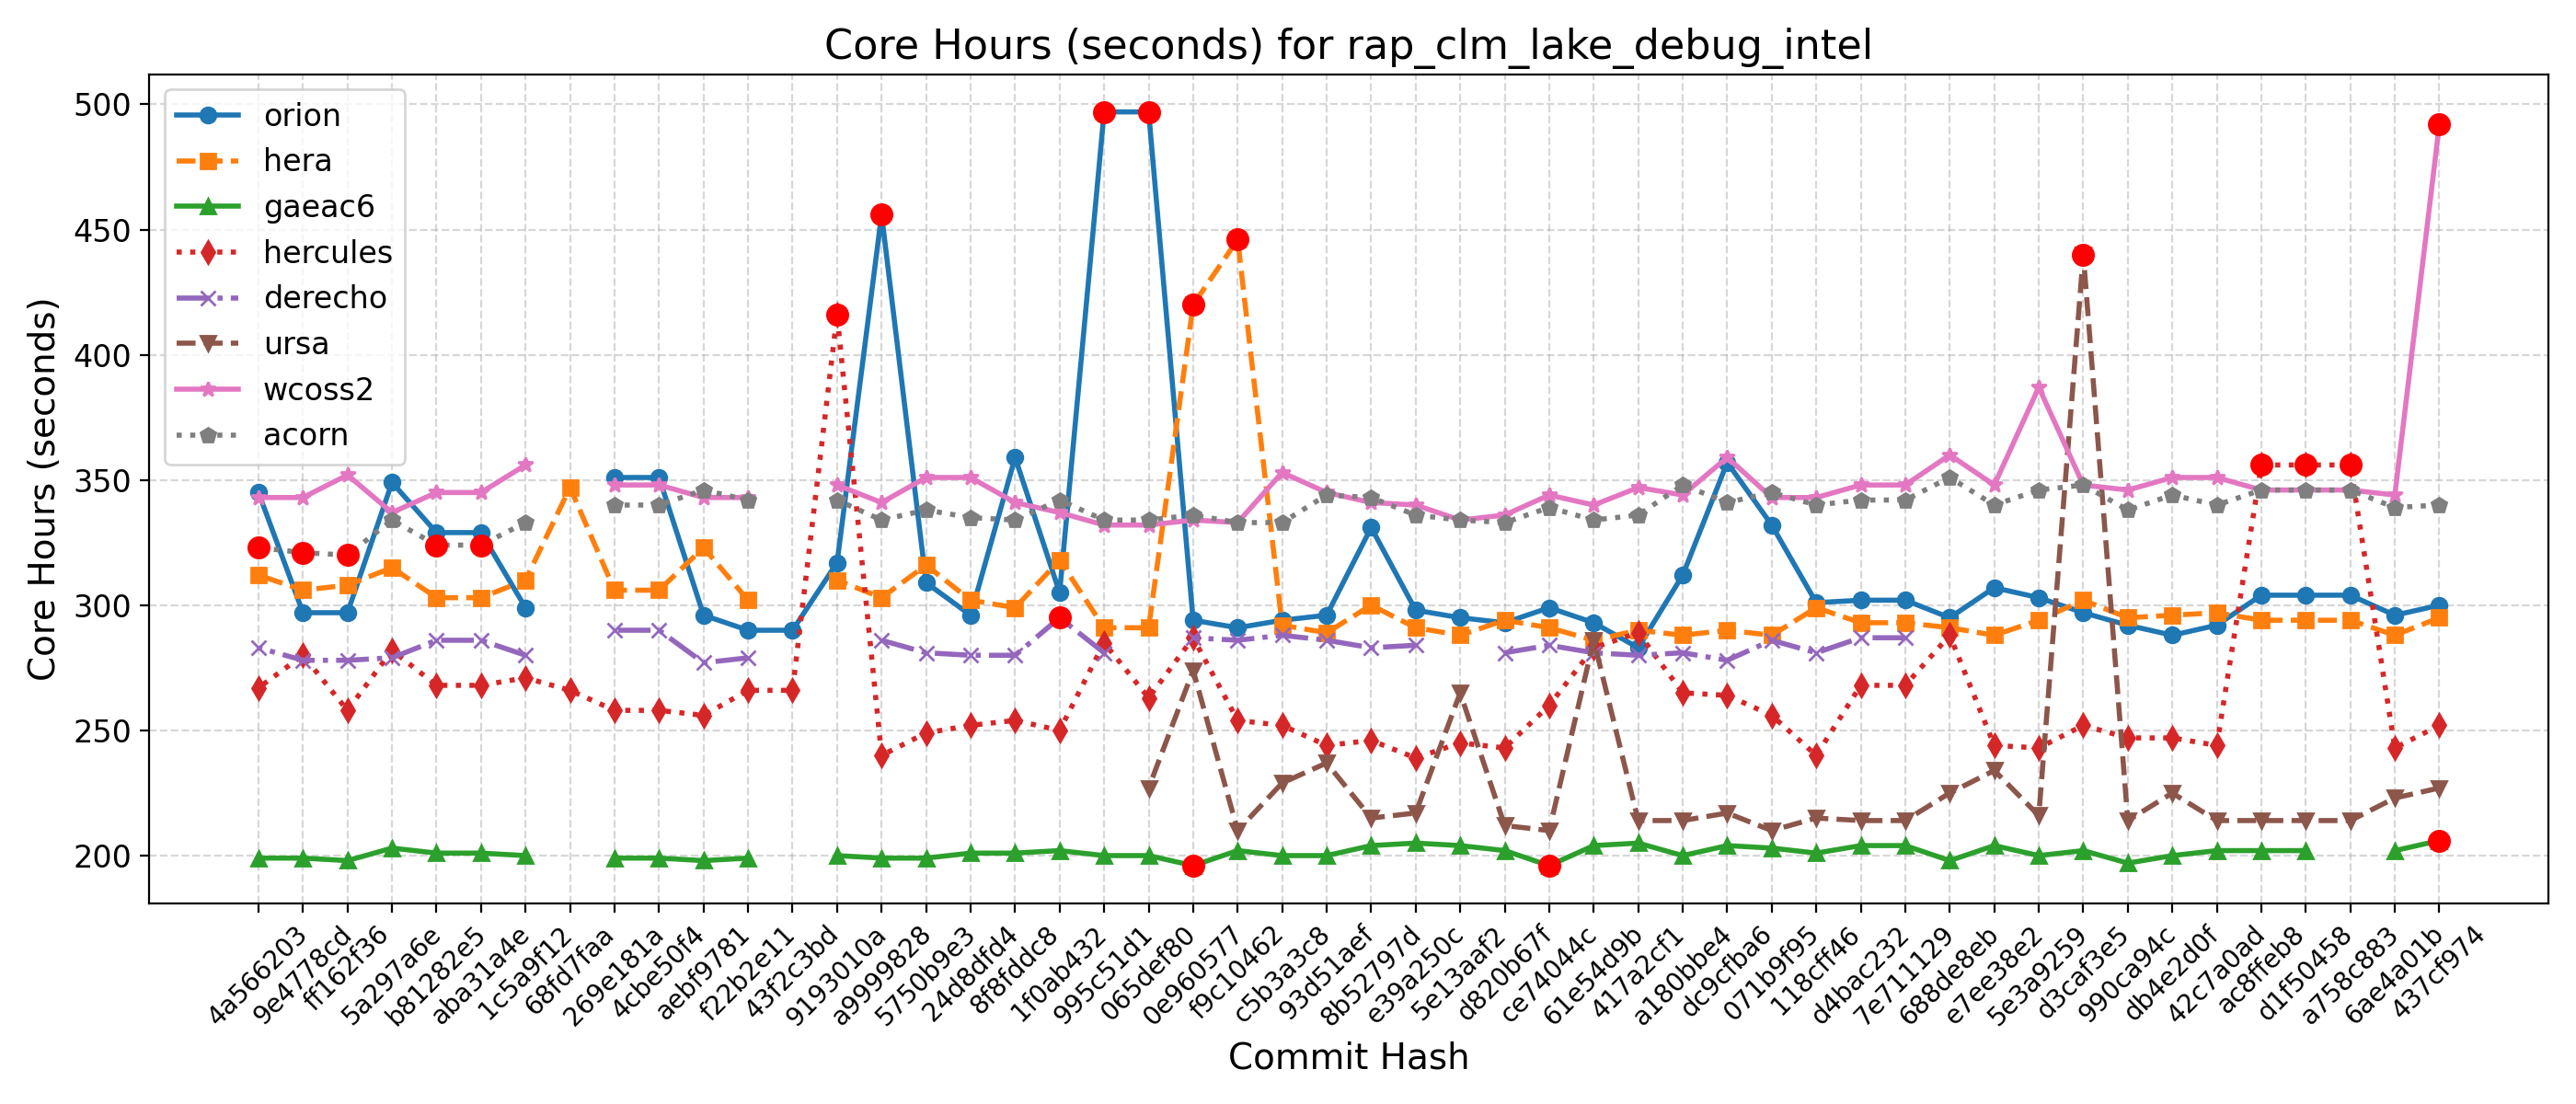 Core Hours (seconds) for rap_clm_lake_debug_intel
Core Hours (seconds)
500
450
400
350
300
250
200
orion
hera
gaeac6
hercules
derecho
ursa
wcoss2
acorn
4a566203
9e4778cd
ff162f36
5a297a6e
b81282e5
aba31a4e
1c5a9f12
68fd7faa
269e181a
4cbe50f4
aebf9781
f22b2e11
43f2c3bd
9193010a
a9999828
5750b9e3
24d8dfd4
8f8fddc8
1f0ab432
995c51d1
065def80
0e960577
f9c10462
c5b3a3c8
93d51aef
8b52797d
e39a250c
5e13aaf2
d820b67f
ce74044c
61e54d9b
417a2cf1
a180bbe4
dc9cfba6
071b9f95
118cff46
d4bac232
7e711129
688de8eb
e7ee38e2
5e3a9259
d3caf3e5
990ca94c
db4e2d0f
42c7a0ad
ac8ffeb8
d1f50458
a758c883
6ae4a01b
437cf974
Commit Hash